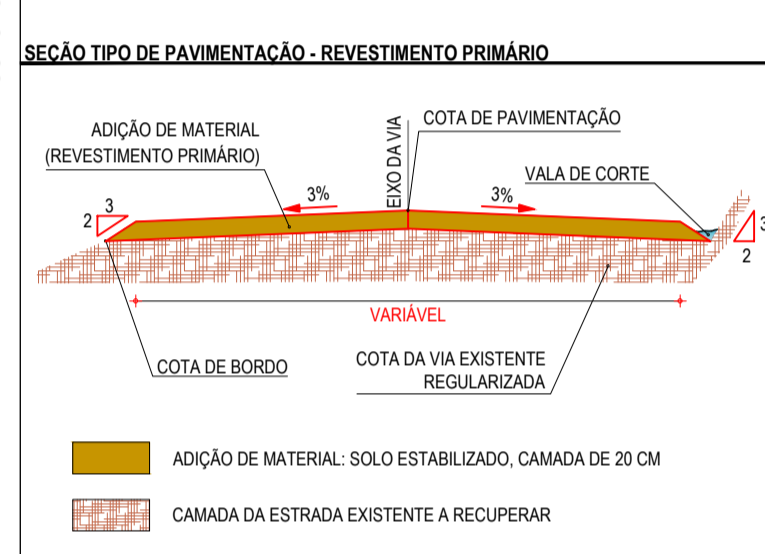 SEÇÃO TIPO DE PAVIMENTAÇÃO - REVESTIMENTO PRIMÁRIO
ADIÇÃO DE MATERIAL
(REVESTIMENTO PRIMÁRIO)
EIXO DA VIA
COTA DE PAVIMENTAÇÃO
VALA DE CORTE
3
2
3%
3%
3
2
VARIÁVEL
COTA DE BORDO
COTA DA VIA EXISTENTE
REGULARIZADA
ADIÇÃO DE MATERIAL: SOLO ESTABILIZADO, CAMADA DE 20 CM
CAMADA DA ESTRADA EXISTENTE A RECUPERAR